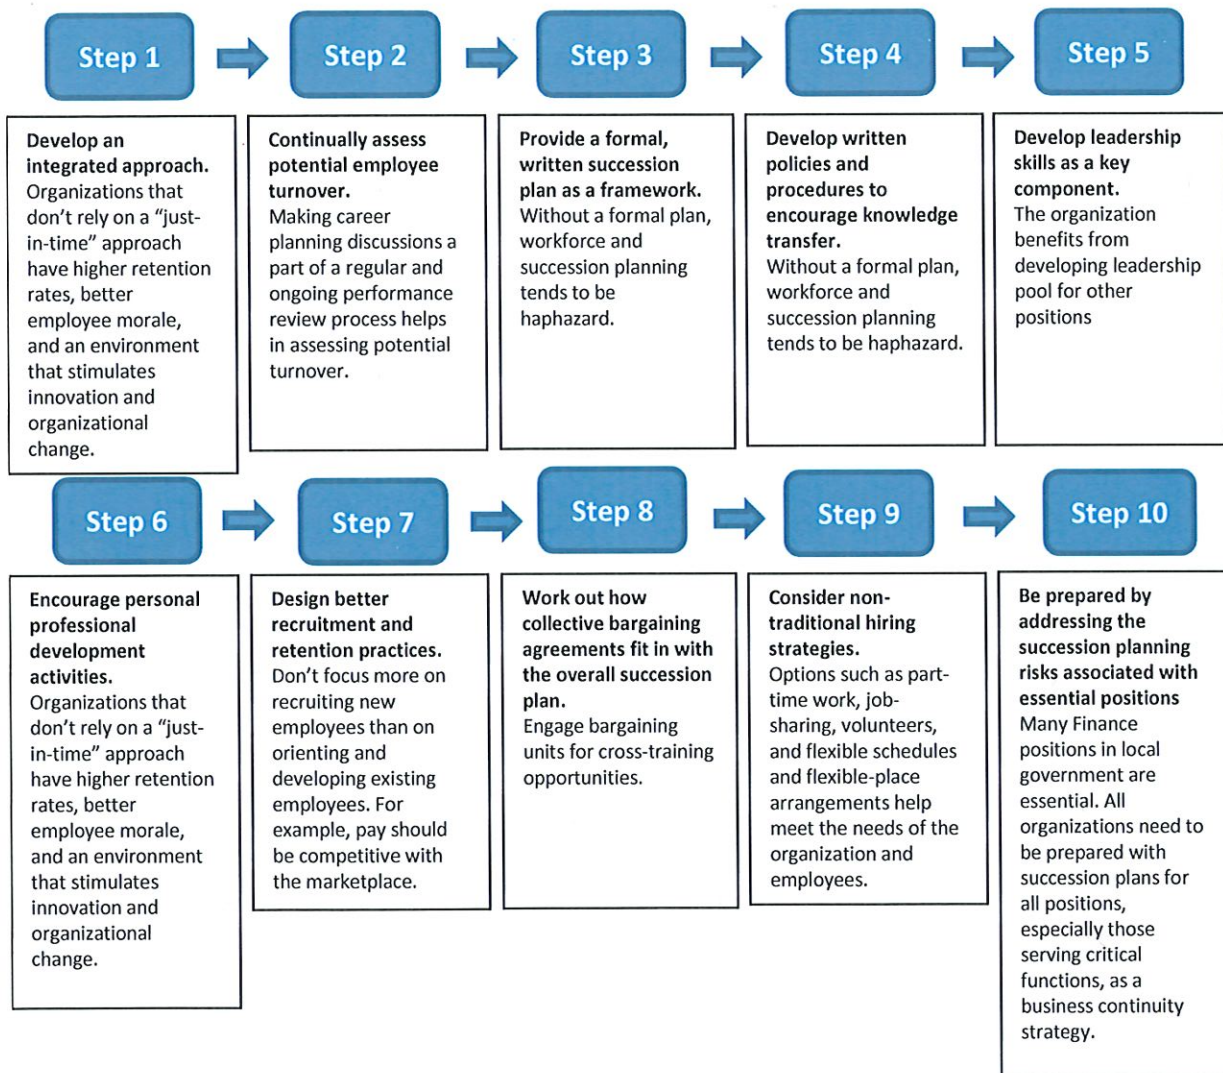 Step 1
Step 2
Step 3
Step 4
Step 5
Develop an
integrated approach.
Organizations that
don't rely on a "just-
in-time" approach
have higher retention
rates, better
employee morale,
and an environment
that stimulates
innovation and
organizational
change.
Continually assess
potential employee
turnover.
Making career
planning discussions a
part of a regular and
ongoing performance
review process helps
in assessing potential
turnover.
Provide a formal,
written succession
plan as a framework.
Without a formal plan,
workforce and
succession planning
tends to be
haphazard.
Develop written
policies and
procedures to
encourage knowledge
transfer.
Without a formal plan,
workforce and
succession planning
tends to be haphazard.
Develop leadership
skills as a key
component.
The organization
benefits from
developing leadership
pool for other
positions
Step 6
Step 7
Step 8
Step 9
Step 10
Encourage personal
professional
development
activities.
Organizations that
don't rely on a "just-
in-time" approach
have higher retention
rates, better
employee morale,
and an environment
that stimulates
innovation and
organizational
change.
Design better
recruitment and
retention practices.
Don't focus more on
recruiting new
employees than on
orienting and
developing existing
employees. For
example, pay should
be competitive with
the marketplace.
Work out how
collective bargaining
agreements fit in with
the overall succession
plan.
Engage bargaining
units for cross-training
opportunities.
Consider non-
traditional hiring
strategies.
Options such as part-
time work, job-
sharing, volunteers,
and flexible schedules
and flexible-place
arrangements help
meet the needs of the
organization and
employees.
Be prepared by
addressing the
succession planning
risks associated with
essential positions
Many Finance
positions in local
government are
essential. All
organizations need to
be prepared with
succession plans for
all positions,
especially those
serving critical
functions, as a
business continuity
strategy.